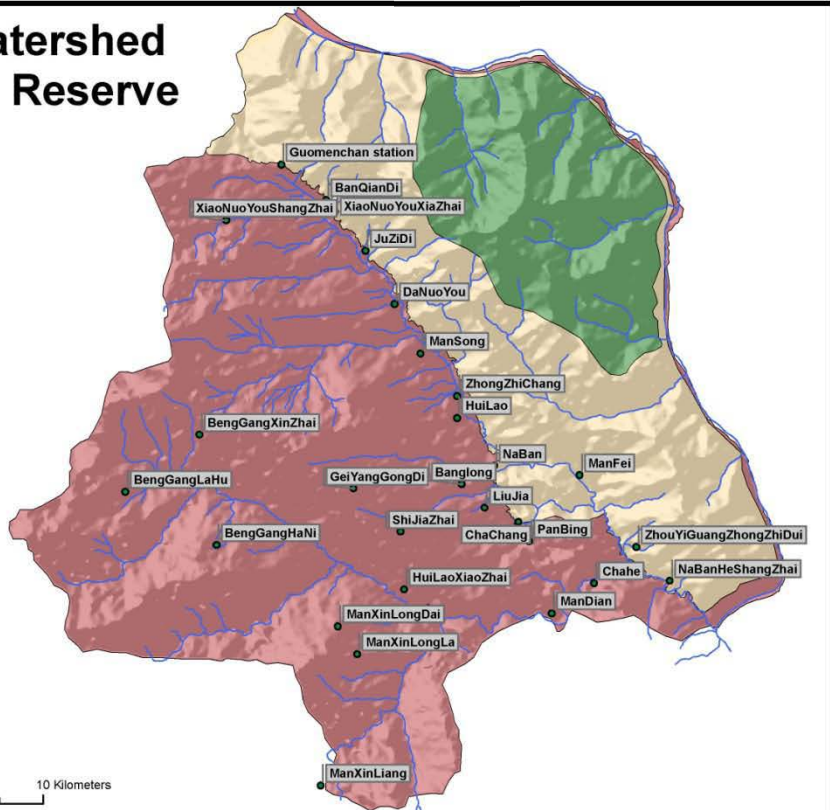 atershed
Reserve
Guomenchan station
BanQianDi
XiaoNuoYouShangZhai
XiaoNuoYouXiaZhai
JuZiDi
DaNuoYou
ManSong
ZhongZhiChang
HuiLao
BengGangXinZhai
NaBan
ManFei
BengGangLaHu
GeiYangGongDi
Banglong
LiuJia
ShiJiaZhai
ChaChang
PanBing
BengGangHaNi
ZhouYiGuangZhongZhiDui
HuiLaoXiaoZhai
Chahe
NaBanHeShangZhai
ManDian
ManXinLongDai
ManXinLongLa
ManXinLiang
10 Kilometers